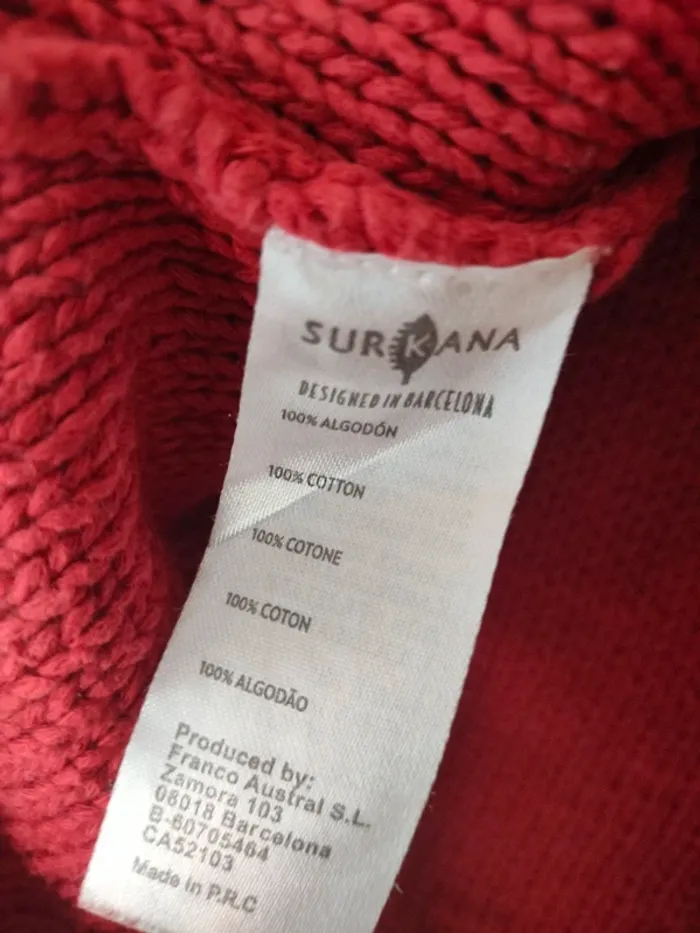 SURKANA
DESIGNED IN BARCELONA
100% ALGODÓN
100% COTTON
100% COTONE
100% COTON
100% ALGODÃO
Produced by:
Franco Austral S.L.
Zamora 103
08018 Barcelona
B-60705464
CA52103
Made in P.R.C